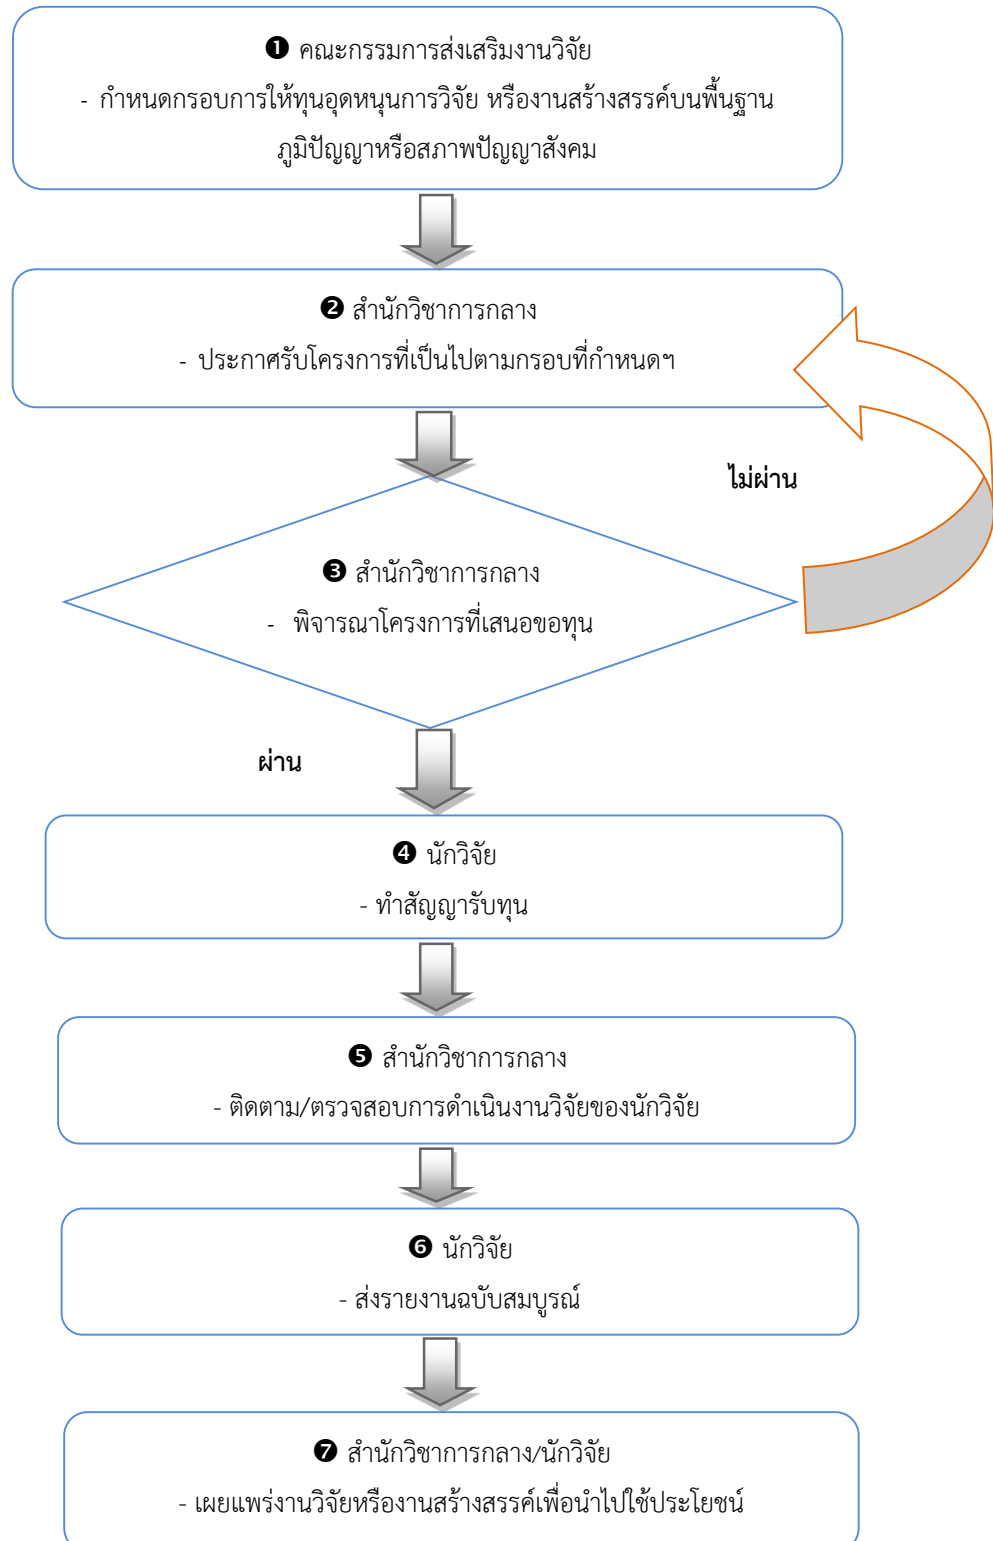 ❶ คณะกรรมการส่งเสริมงานวิจัย
- กำหนดกรอบการให้ทุนอุดหนุนการวิจัย หรืองานสร้างสรรค์บนพื้นฐาน
ภูมิปัญญาหรือสภาพปัญญาสังคม
❷ สำนักวิชาการกลาง
- ประกาศรับโครงการที่เป็นไปตามกรอบที่กำหนดฯ
ไม่ผ่าน
❸ สำนักวิชาการกลาง
- พิจารณาโครงการที่เสนอขอทุน
ผ่าน
❹ นักวิจัย
- ทำสัญญารับทุน
❺ สำนักวิชาการกลาง
- ติดตาม/ตรวจสอบการดำเนินงานวิจัยของนักวิจัย
❻ นักวิจัย
- ส่งรายงานฉบับสมบูรณ์
❼ สำนักวิชาการกลาง/นักวิจัย
- เผยแพร่งานวิจัยหรืองานสร้างสรรค์เพื่อนำไปใช้ประโยชน์